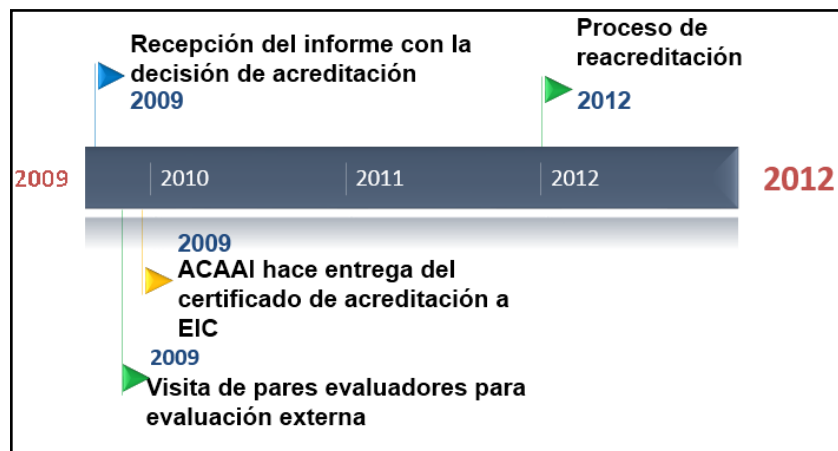 Recepción del informe con la
decisión de acreditación
2009
Proceso de
reacreditación
2012
2009
2010
2011
2012
2012
2009
ACAAI hace entrega del
certificado de acreditación a
EIC
2009
Visita de pares evaluadores para
evaluación externa